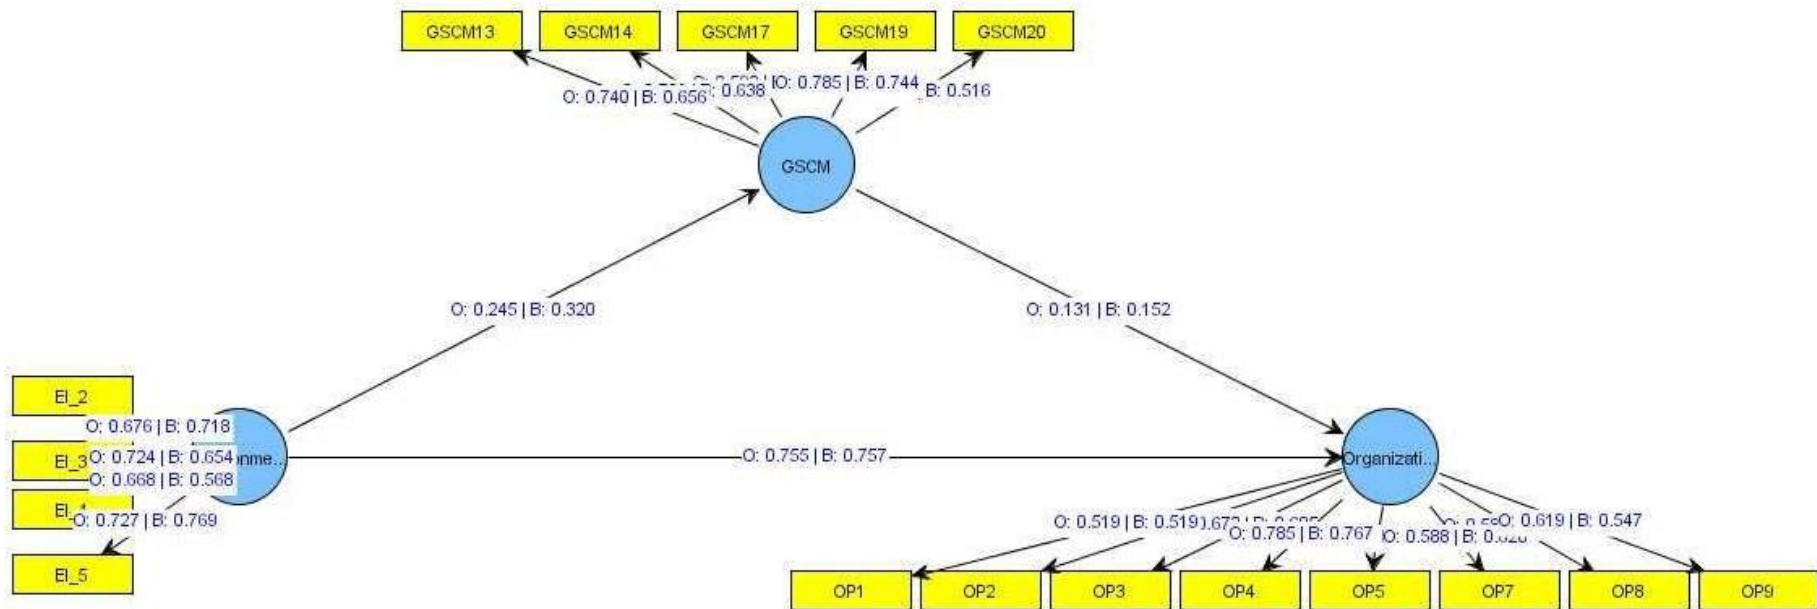 GSCM13
GSCM14
GSCM17
GSCM19
GSCM20
O: 0.740 | B: 0.656
0.638
O: 0.785 | B: 0.744
B: 0.516
GSCM
O: 0.245 | B: 0.320
O: 0.131 | B: 0.152
EI_2
O: 0.676 | B: 0.718
EI_3
O: 0.724 | B: 0.654
nme...
O: 0.755 | B: 0.757
Organizati...
O: 0.668 | B: 0.568
O: 0.727 | B: 0.769
EI_5
O: 0.519 | B: 0.519
O: 0.619 | B: 0.547
O: 0.785 | B: 0.767
O: 0.588 | B:
OP1
OP2
OP3
OP4
OP5
OP7
OP8
OP9